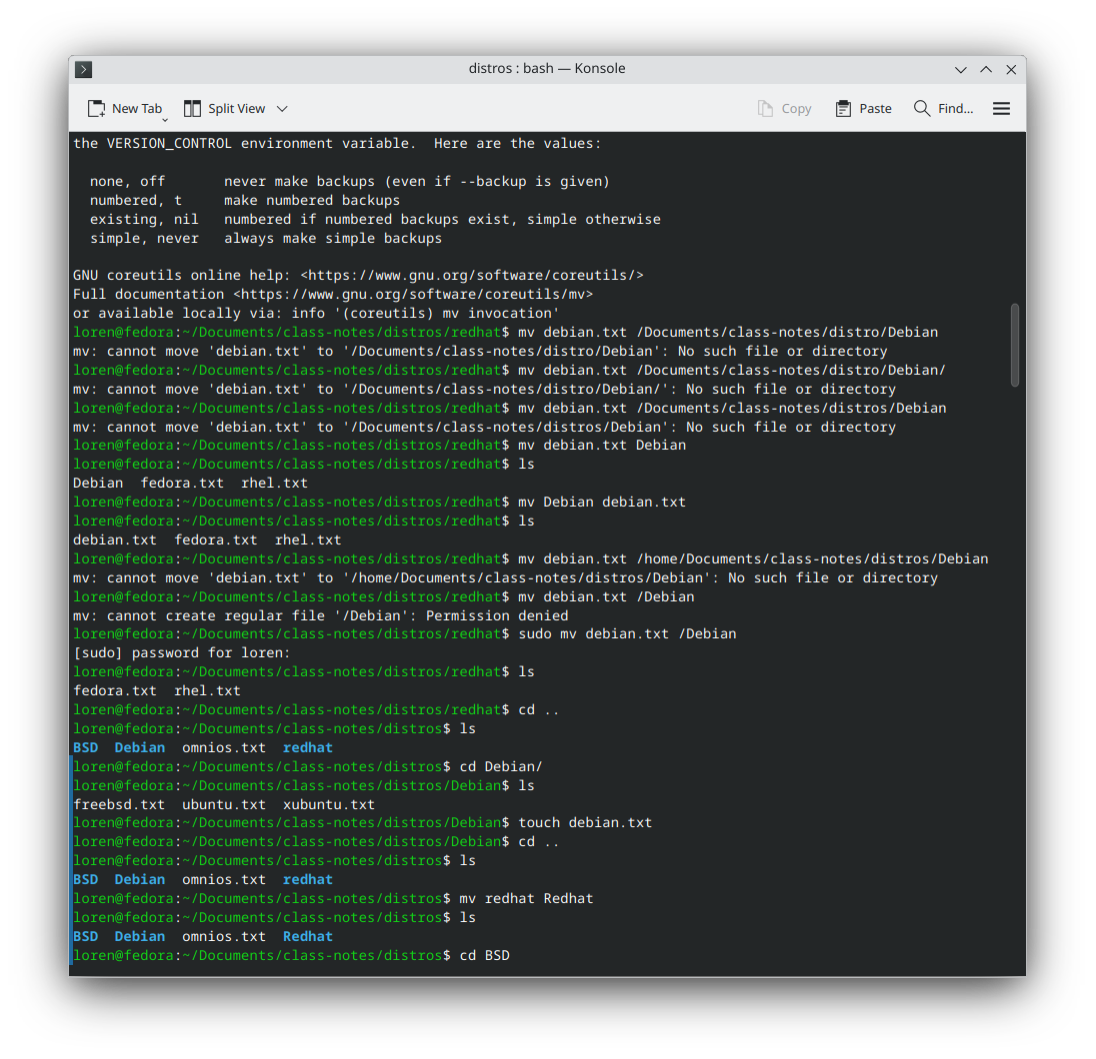 distros : bash — Konsole
New Tab Split View Copy Paste Find...
the VERSION_CONTROL environment variable.  Here are the values:
  none, off       never make backups (even if --backup is given)
  numbered, t     make numbered backups
  existing, nil   numbered if numbered backups exist, simple otherwise
  simple, never   always make simple backups
GNU coreutils online help: <https://www.gnu.org/software/coreutils/>
Full documentation <https://www.gnu.org/software/coreutils/mv>
or available locally via: info '(coreutils) mv invocation'
loren@fedora:~/Documents/class-notes/distros/redhat$ mv debian.txt /Documents/class-notes/distro/Debian
mv: cannot move 'debian.txt' to '/Documents/class-notes/distro/Debian': No such file or directory
loren@fedora:~/Documents/class-notes/distros/redhat$ mv debian.txt /Documents/class-notes/distro/Debian/
mv: cannot move 'debian.txt' to '/Documents/class-notes/distro/Debian/': No such file or directory
loren@fedora:~/Documents/class-notes/distros/redhat$ mv debian.txt /Documents/class-notes/distros/Debian
mv: cannot move 'debian.txt' to '/Documents/class-notes/distros/Debian': No such file or directory
loren@fedora:~/Documents/class-notes/distros/redhat$ mv debian.txt Debian
loren@fedora:~/Documents/class-notes/distros/redhat$ ls
Debian  fedora.txt  rhel.txt
loren@fedora:~/Documents/class-notes/distros/redhat$ mv Debian debian.txt
loren@fedora:~/Documents/class-notes/distros/redhat$ ls
debian.txt  fedora.txt  rhel.txt
loren@fedora:~/Documents/class-notes/distros/redhat$ mv debian.txt /home/Documents/class-notes/distros/Debian
mv: cannot move 'debian.txt' to '/home/Documents/class-notes/distros/Debian': No such file or directory
loren@fedora:~/Documents/class-notes/distros/redhat$ mv debian.txt /Debian
mv: cannot create regular file '/Debian': Permission denied
loren@fedora:~/Documents/class-notes/distros/redhat$ sudo mv debian.txt /Debian
[sudo] password for loren:
loren@fedora:~/Documents/class-notes/distros/redhat$ ls
fedora.txt  rhel.txt
loren@fedora:~/Documents/class-notes/distros/redhat$ cd ..
loren@fedora:~/Documents/class-notes/distros$ ls
BSD  Debian  omnios.txt  redhat
loren@fedora:~/Documents/class-notes/distros$ cd Debian/
loren@fedora:~/Documents/class-notes/distros/Debian$ ls
freebsd.txt  ubuntu.txt  xubuntu.txt
loren@fedora:~/Documents/class-notes/distros/Debian$ touch debian.txt
loren@fedora:~/Documents/class-notes/distros/Debian$ cd ..
loren@fedora:~/Documents/class-notes/distros$ ls
BSD  Debian  omnios.txt  redhat
loren@fedora:~/Documents/class-notes/distros$ mv redhat Redhat
loren@fedora:~/Documents/class-notes/distros$ ls
BSD  Debian  omnios.txt  Redhat
loren@fedora:~/Documents/class-notes/distros$ cd BSD